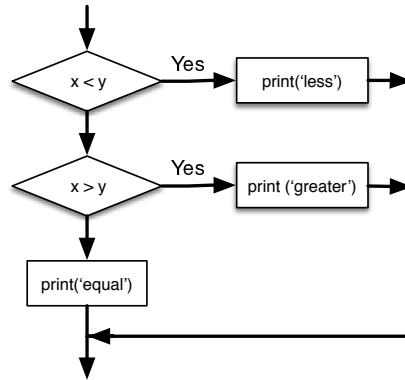 Yes
x < y
print(‘less’)
Yes
x > y
print (‘greater’)
print(‘equal’)